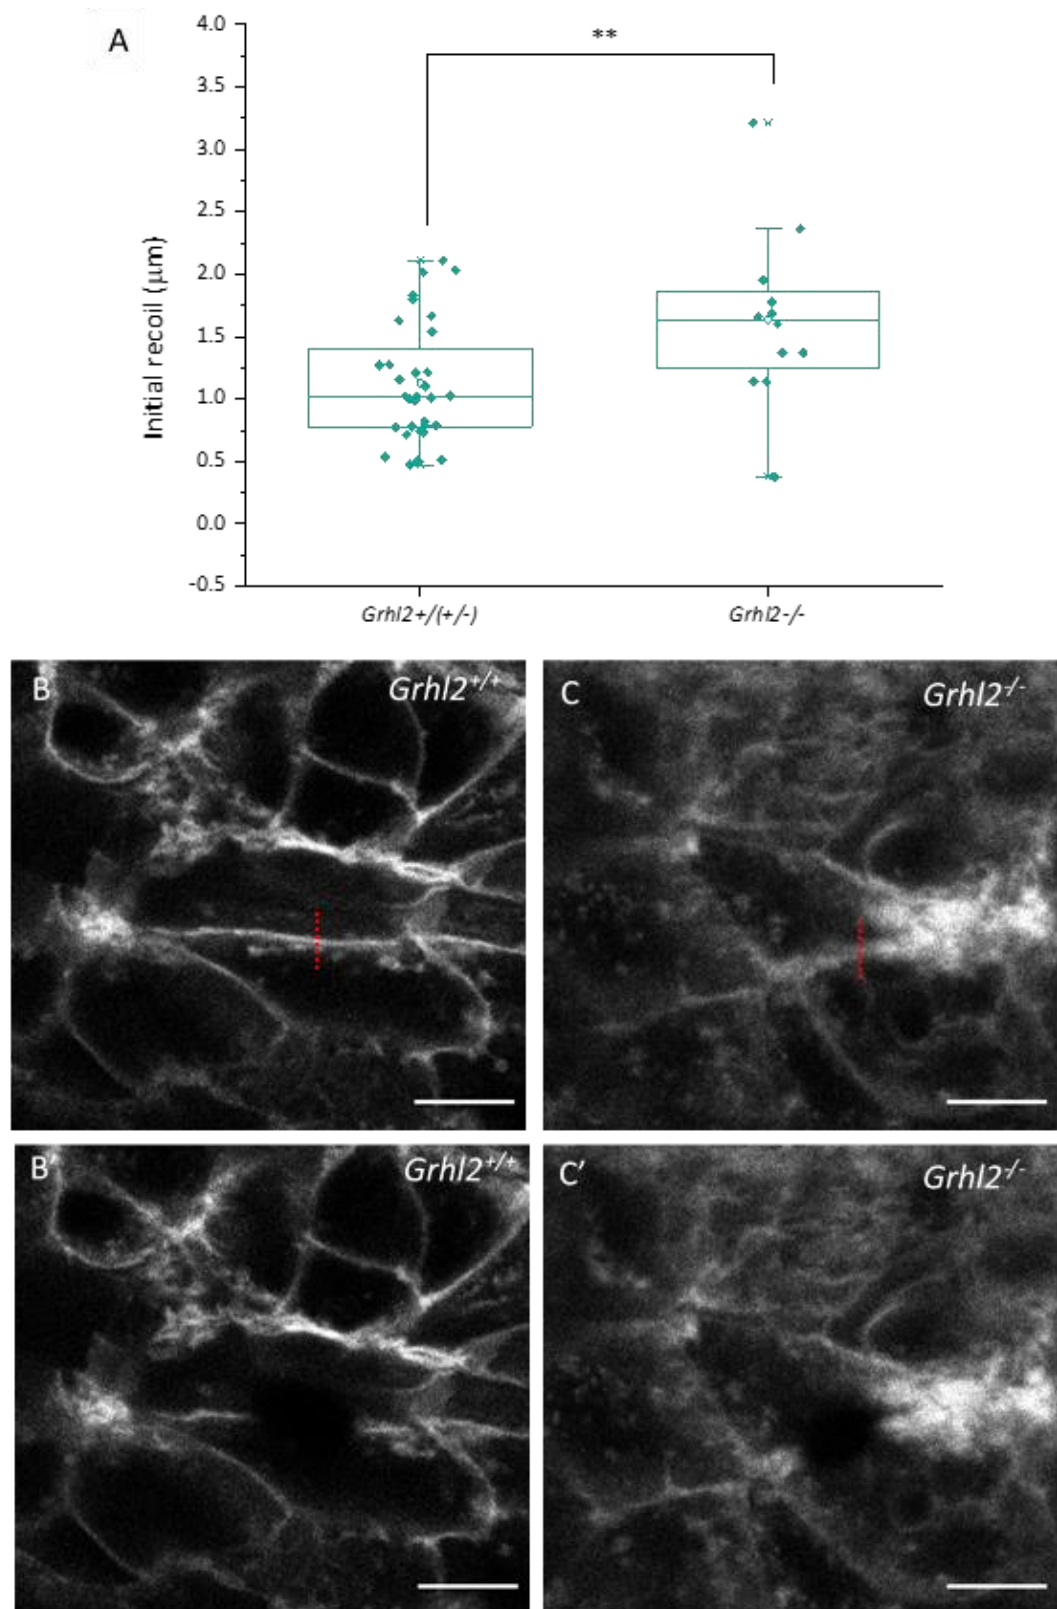 A
**
4.0
3.5
3.0
2.5
2.0
1.5
1.0
0.5
0.0
-0.5
Initial recoil (μm)
Grhl2+/(+/-)
Grhl2-/-
B
Grhl2+/+
C
Grhl2-/-
B'
Grhl2+/+
C'
Grhl2-/-